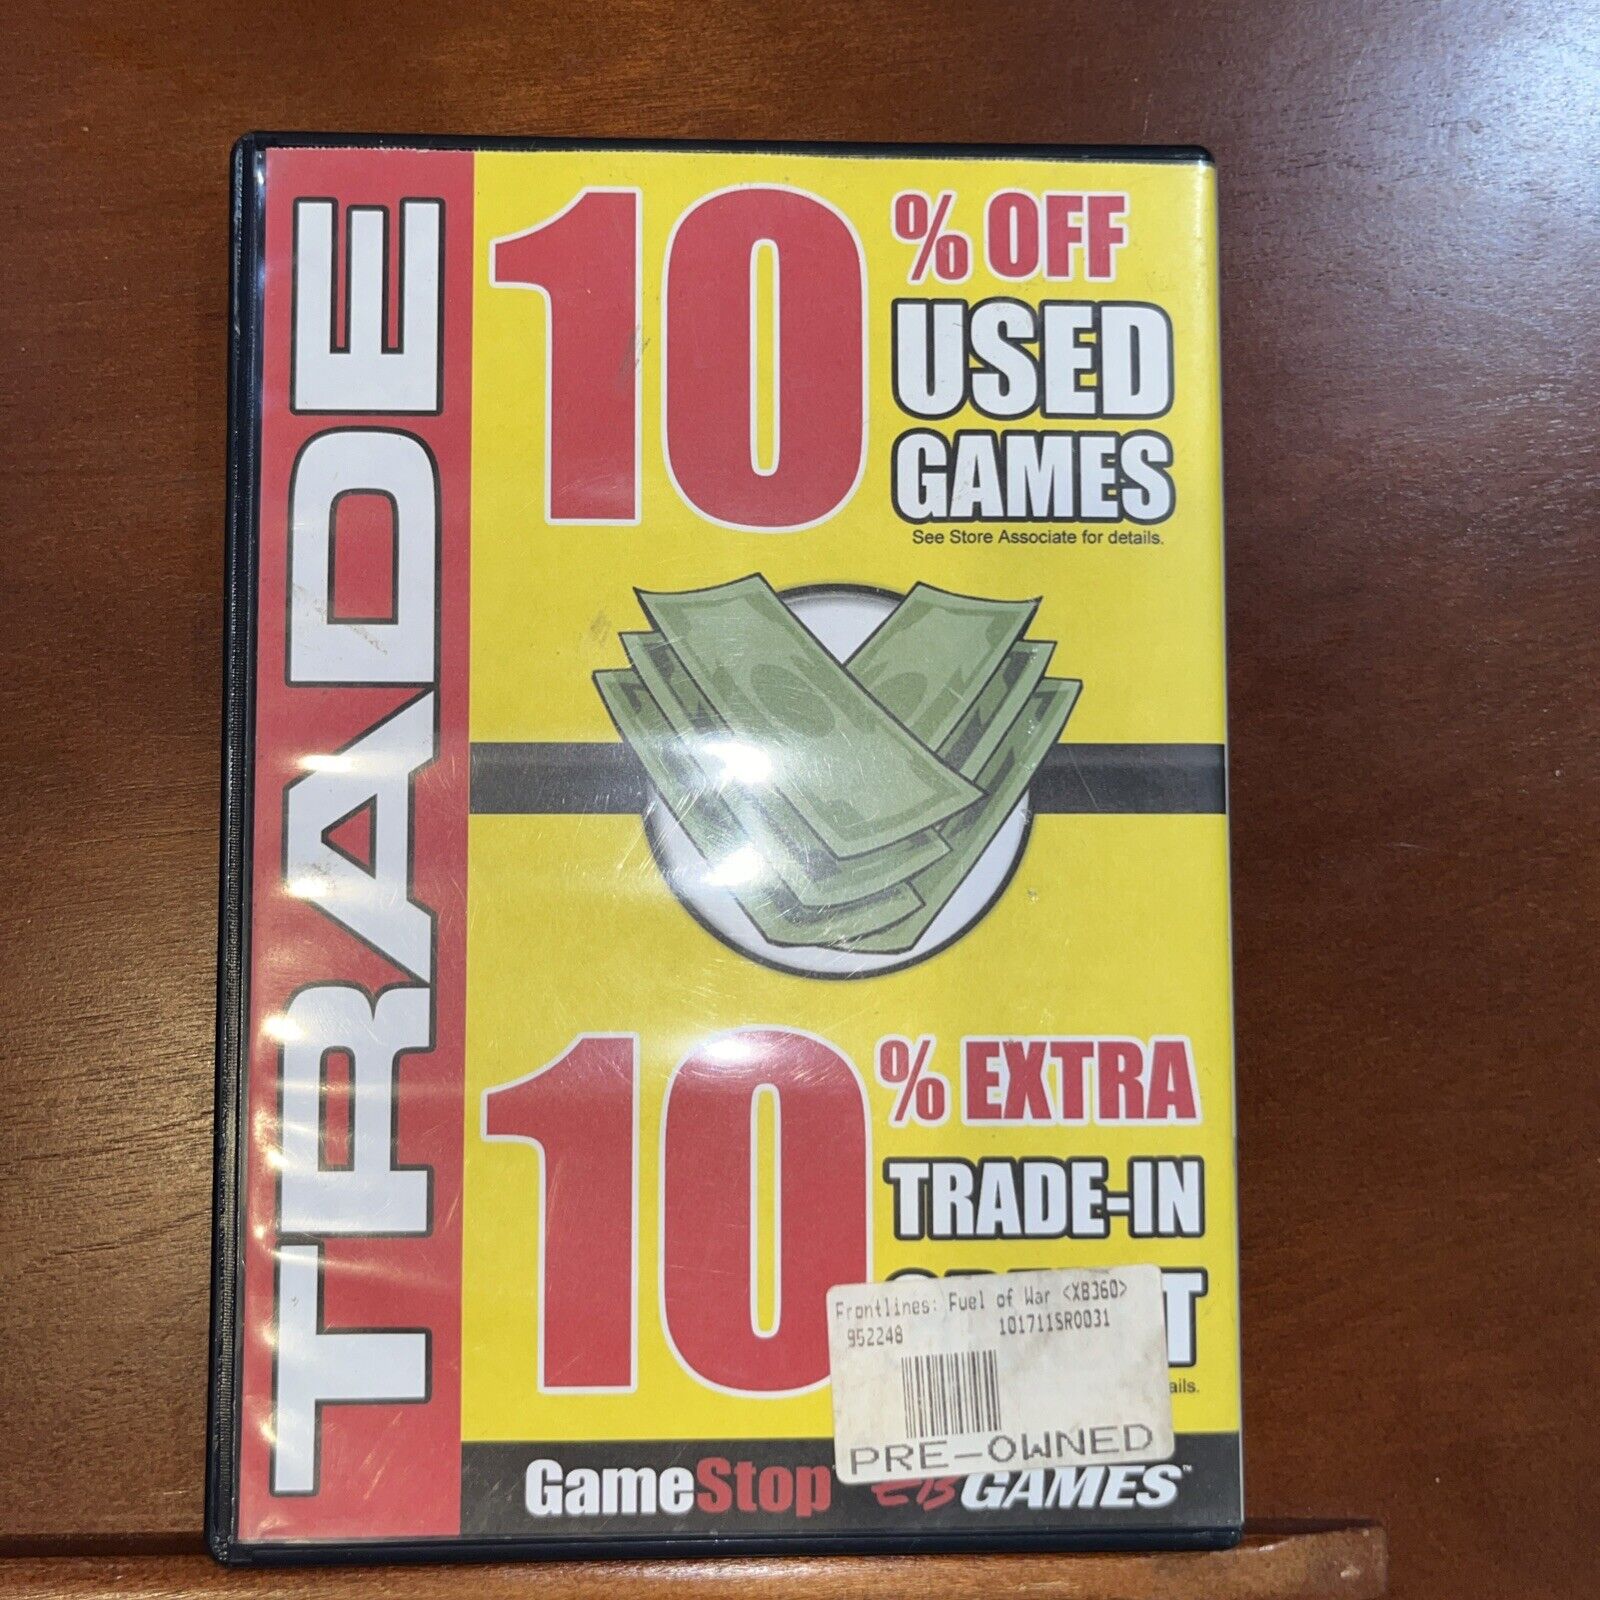 TRADE
10 % OFF
USED
GAMES
See Store Associate for details.
10 % EXTRA
TRADE-IN
Frontlines: Fuel of War <XB360>
952248 101711SR0031
PRE-OWNED
GameStop EBGAMES™